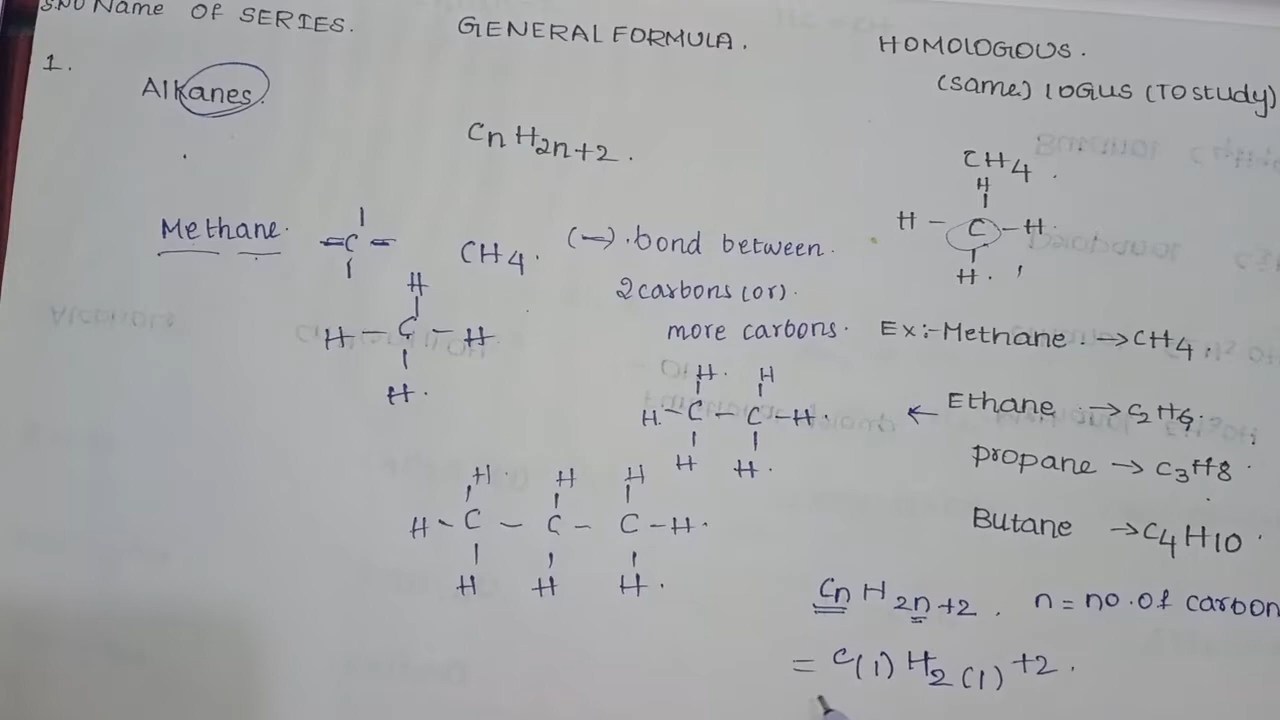 S.NO Name OF SERIES. GENERAL FORMULA. HOMOLOGOUS.
(same) LOGUS (TO study)
1.
Alkanes.
CnH2n+2.
CH4.
H
H - C - H.
H.
Methane. C CH4. (-). bond between.
2 carbons (or).
more carbons.
H
H - C - H
H.
Ex:- Methane. → CH4.
← Ethane → C2H6.
propane → C3H8.
Butane → C4H10.
H. H
H - C - C - H.
H H.
H. H H
H - C - C - C - H.
H H H.
CnH2n+2. n = no. of carbon
= C(1) H2(1) +2.